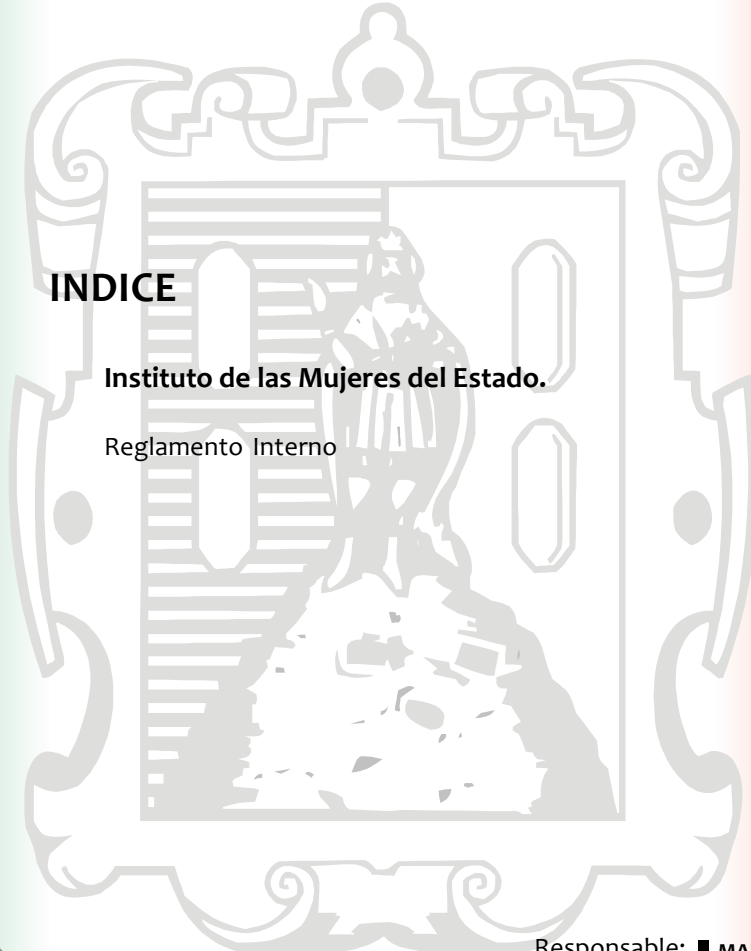 INDICE
Instituto de las Mujeres del Estado.
Reglamento Interno
Responsable: